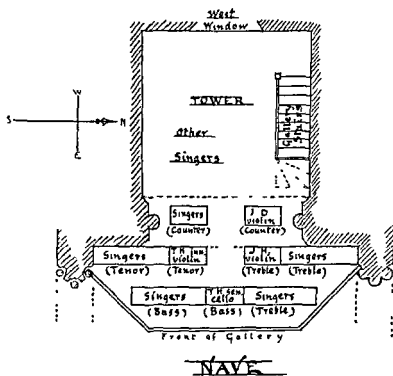 West
Window
W
S N
E
TOWER
Other
Singers
Gallery
Stairs
Singers
(Counter)
J D
violin
(Counter)
Singers
(Tenor)
T.H. jun.
violin
(Tenor)
J.H.
violin
(Treble)
Singers
(Treble)
Singers
(Bass)
T.H. sen.
cello
(Bass)
Singers
(Treble)
Front of Gallery
NAVE